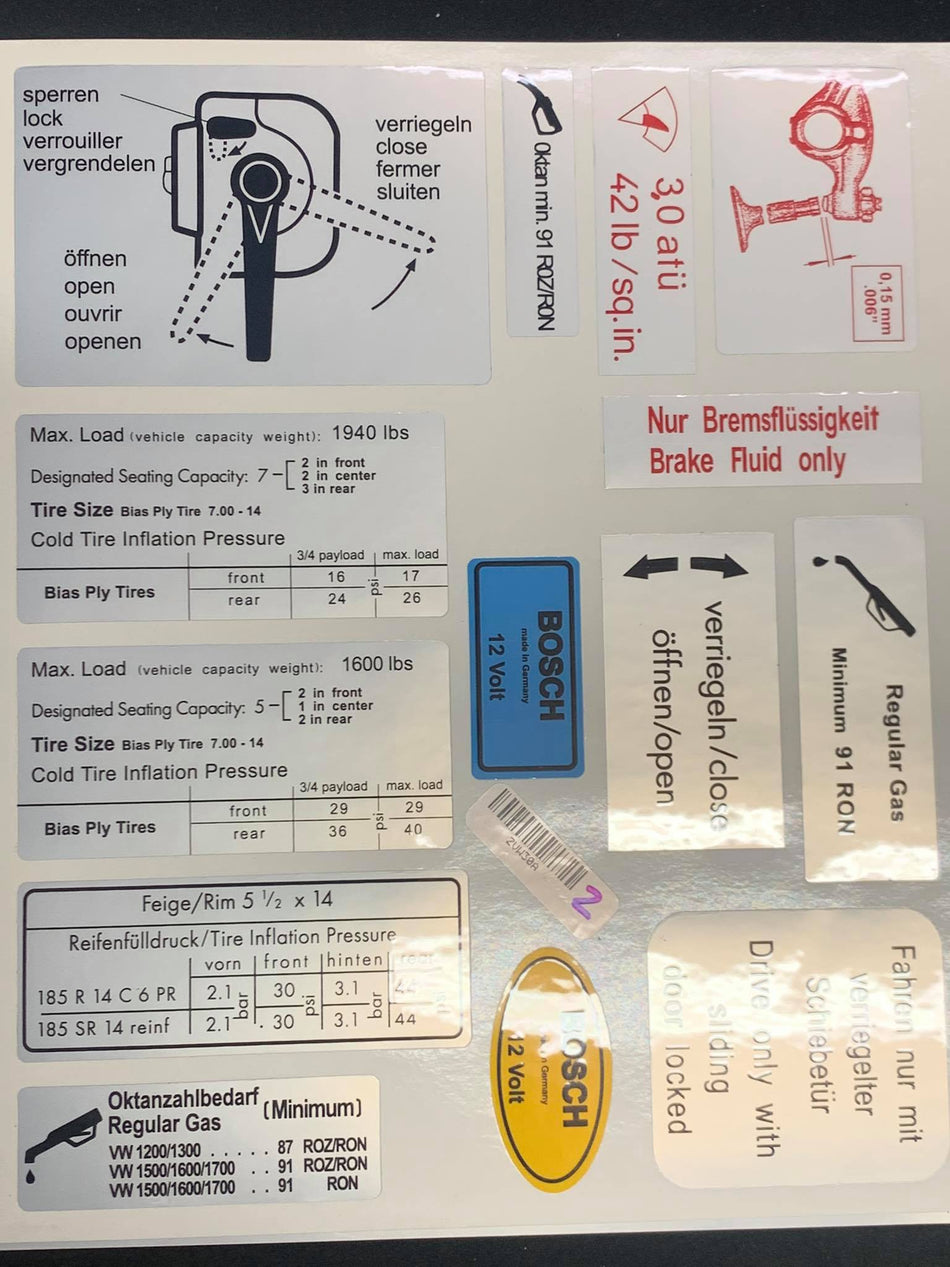 sperren
lock
verrouiller
vergrendelen
verriegeln
close
fermer
sluiten
öffnen
open
ouvrir
openen
Oktan min. 91 ROZ/RON
3,0 atü
42 lb/sq.in.
0,15 mm
.006"
Nur Bremsflüssigkeit
Brake Fluid only
Max. Load (vehicle capacity weight): 1940 lbs
Designated Seating Capacity: 7 – 2 in front
2 in center
3 in rear
Tire Size Bias Ply Tire 7.00 - 14
Cold Tire Inflation Pressure
3/4 payload max. load
Bias Ply Tires front 16 psi 17
rear 24 26
BOSCH
made in Germany
12 Volt
verriegeln/close
öffnen/open
Regular Gas
Minimum 91 RON
Max. Load (vehicle capacity weight): 1600 lbs
Designated Seating Capacity: 5 – 2 in front
1 in center
2 in rear
Tire Size Bias Ply Tire 7.00 - 14
Cold Tire Inflation Pressure
3/4 payload max. load
Bias Ply Tires front 29 psi 29
rear 36 40
2VW30A
2
Feige/Rim 5 1/2 x 14
Reifenfülldruck/Tire Inflation Pressure
vorn front hinten rear
185 R 14 C 6 PR 2.1 bar 30 psi 3.1 bar 44 psi
185 SR 14 reinf 2.1 . 30 3.1 44
BOSCH
in Germany
12 Volt
Fahren nur mit
verriegelter
Schiebetür
Drive only with
sliding
door locked
Oktanzahlbedarf
Regular Gas (Minimum)
VW 1200/1300 . . . . . 87 ROZ/RON
VW 1500/1600/1700 . . 91 ROZ/RON
VW 1500/1600/1700 . . 91 RON